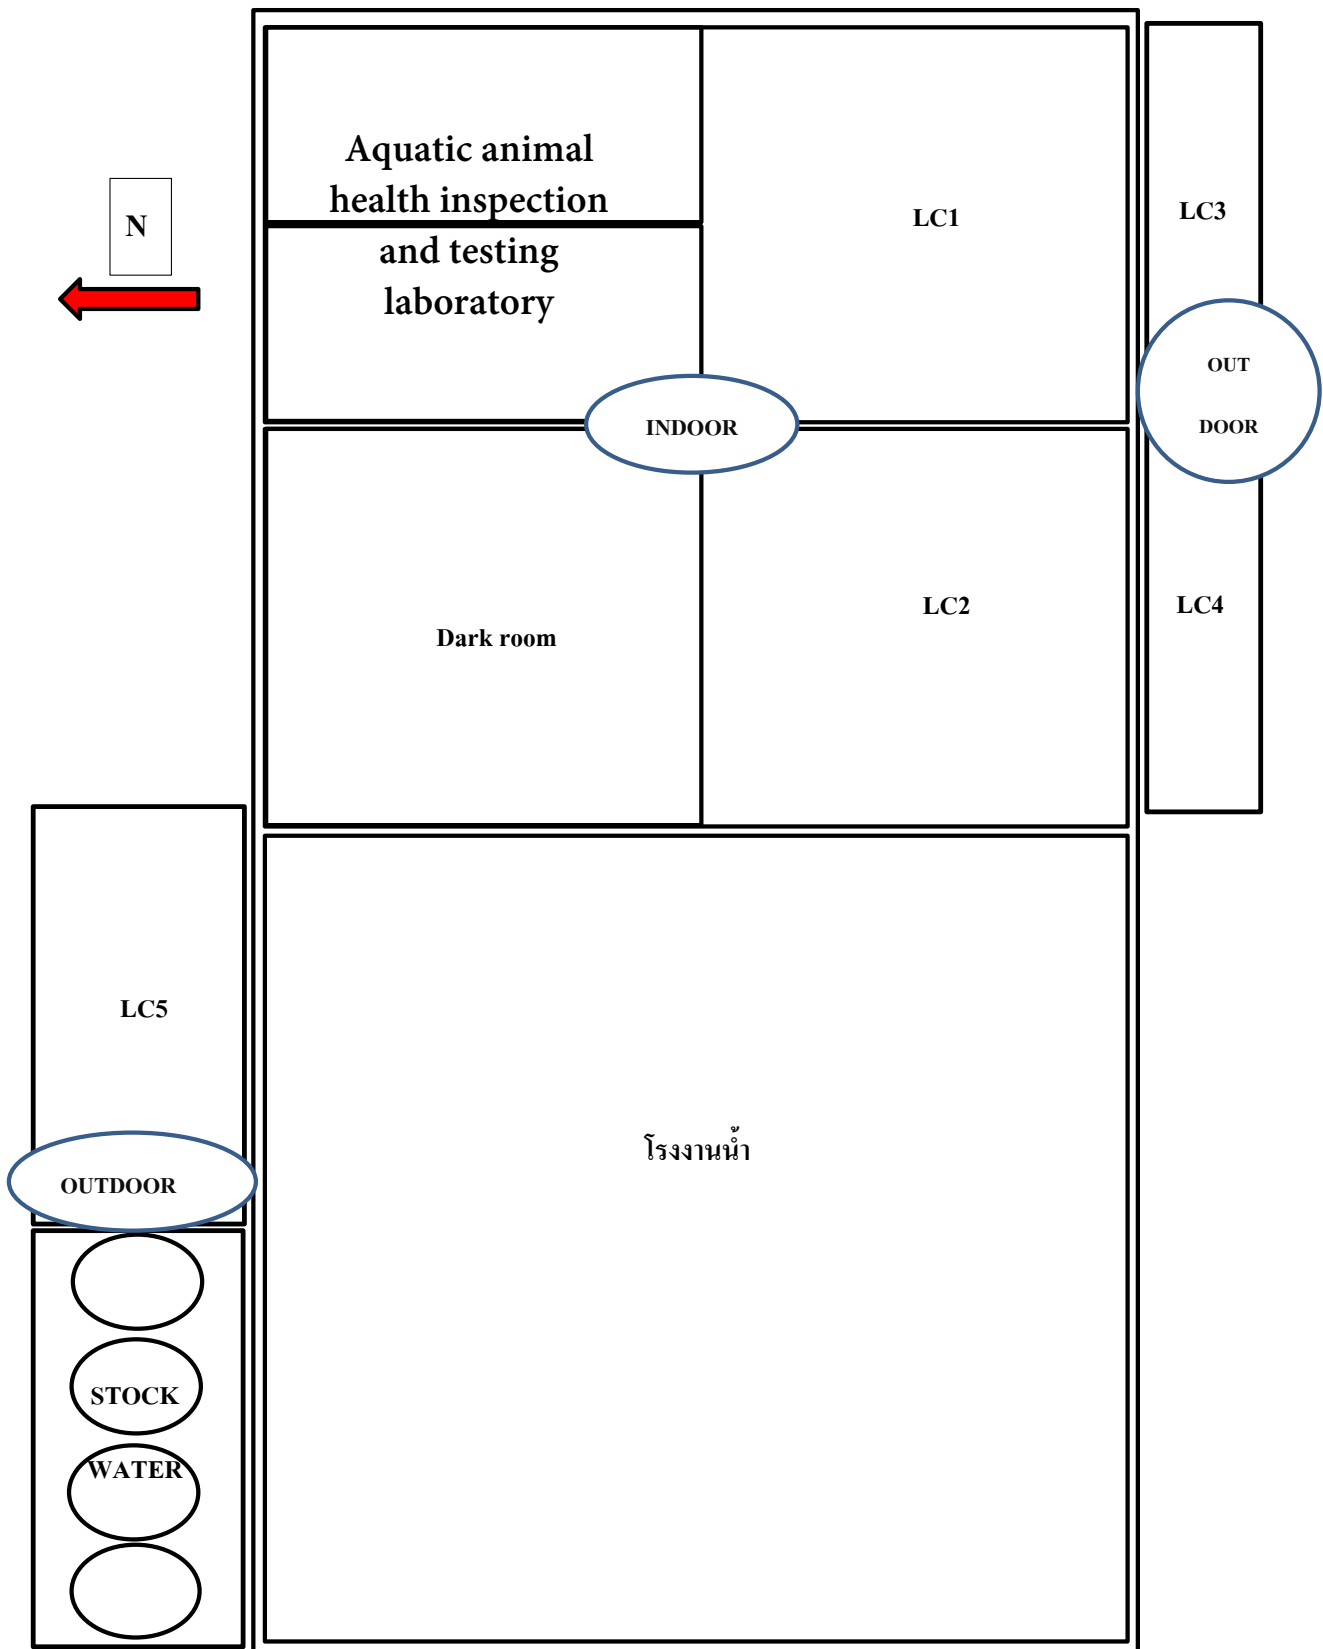 Aquatic animal
health inspection
and testing
laboratory
N
LC1
LC3
OUT
DOOR
INDOOR
LC2
LC4
Dark room
LC5
โรงงานน้ำ
OUTDOOR
STOCK
WATER